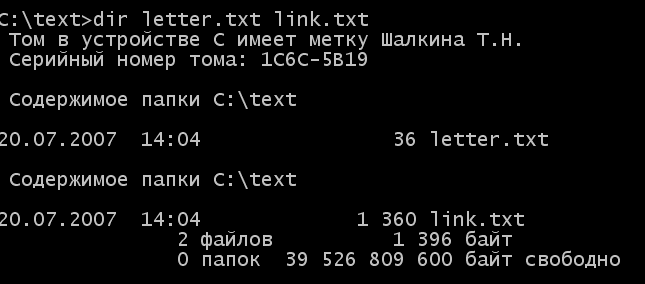 C:\text>dir letter.txt link.txt
Том в устройстве C имеет метку Шалкина Т.Н.
Серийный номер тома: 1C6C-5B19
Содержимое папки C:\text
20.07.2007 14:04 36 letter.txt
Содержимое папки C:\text
20.07.2007 14:04 1 360 link.txt
2 файлов 1 396 байт
0 папок 39 526 809 600 байт свободно